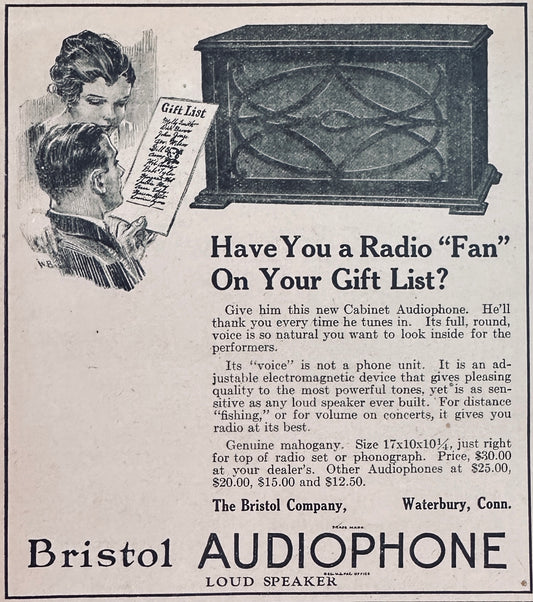 Gift List
Have You a Radio "Fan"
On Your Gift List?
Give him this new Cabinet Audiophone. He'll
thank you every time he tunes in. Its full, round,
voice is so natural you want to look inside for the
performers.
Its "voice" is not a phone unit. It is an ad-
justable electromagnetic device that gives pleasing
quality to the most powerful tones, yet is as sen-
sitive as any loud speaker ever built. For distance
"fishing," or for volume on concerts, it gives you
radio at its best.
Genuine mahogany. Size 17x10x10¼, just right
for top of radio set or phonograph. Price, $30.00
at your dealer's. Other Audiophones at $25.00,
$20.00, $15.00 and $12.50.
The Bristol Company, Waterbury, Conn.
TRADE MARK
Bristol AUDIOPHONE
REG. U.S. PAT. OFFICE
LOUD SPEAKER